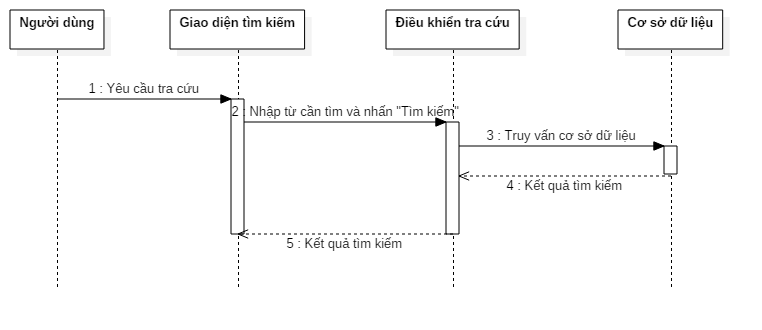 Người dùng
Giao diện tìm kiếm
Điều khiển tra cứu
Cơ sở dữ liệu
1 : Yêu cầu tra cứu
2 : Nhập từ cần tìm và nhấn "Tìm kiếm"
3 : Truy vấn cơ sở dữ liệu
4 : Kết quả tìm kiếm
5 : Kết quả tìm kiếm